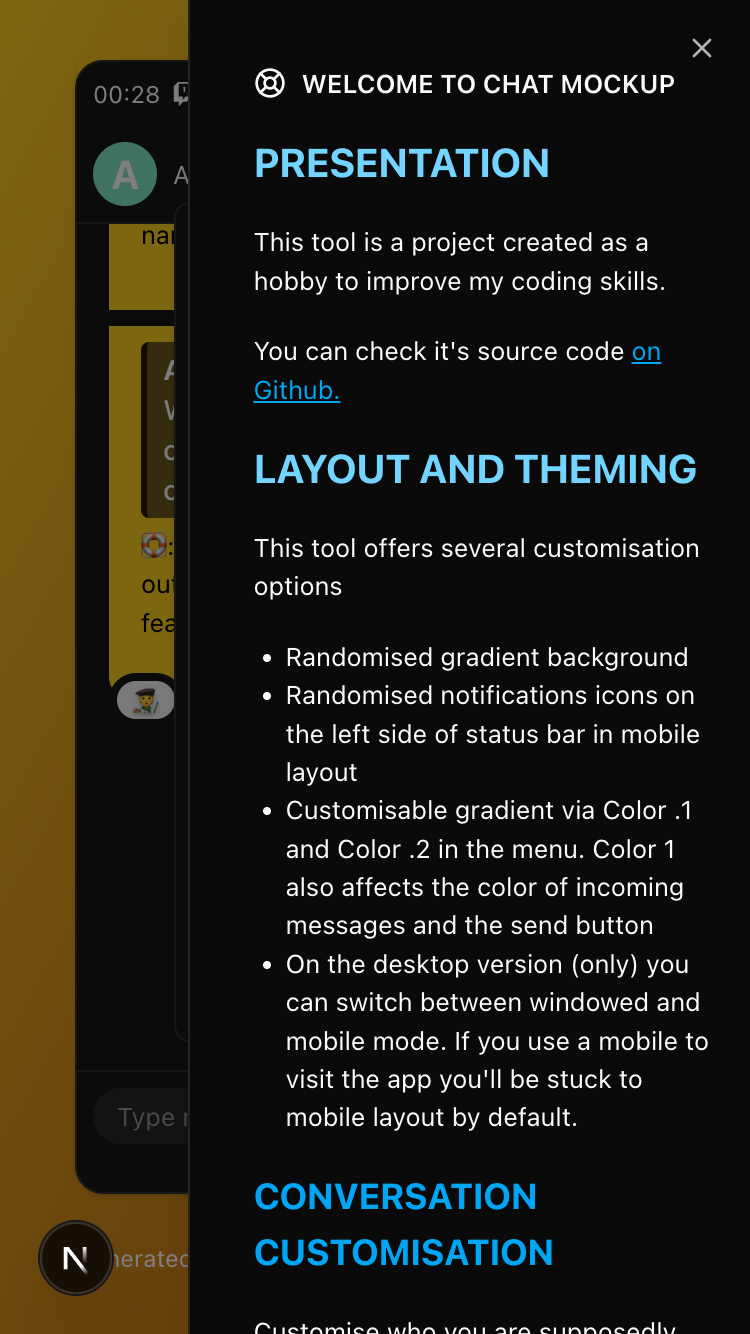 00:28
WELCOME TO CHAT MOCKUP
A
A
PRESENTATION
This tool is a project created as a
hobby to improve my coding skills.
You can check it's source code on
Github.
LAYOUT AND THEMING
This tool offers several customisation
options
• Randomised gradient background
• Randomised notifications icons on
the left side of status bar in mobile
layout
• Customisable gradient via Color .1
and Color .2 in the menu. Color 1
also affects the color of incoming
messages and the send button
• On the desktop version (only) you
can switch between windowed and
mobile mode. If you use a mobile to
visit the app you'll be stuck to
mobile layout by default.
Type
CONVERSATION
CUSTOMISATION
N
Customise who you are supposedly